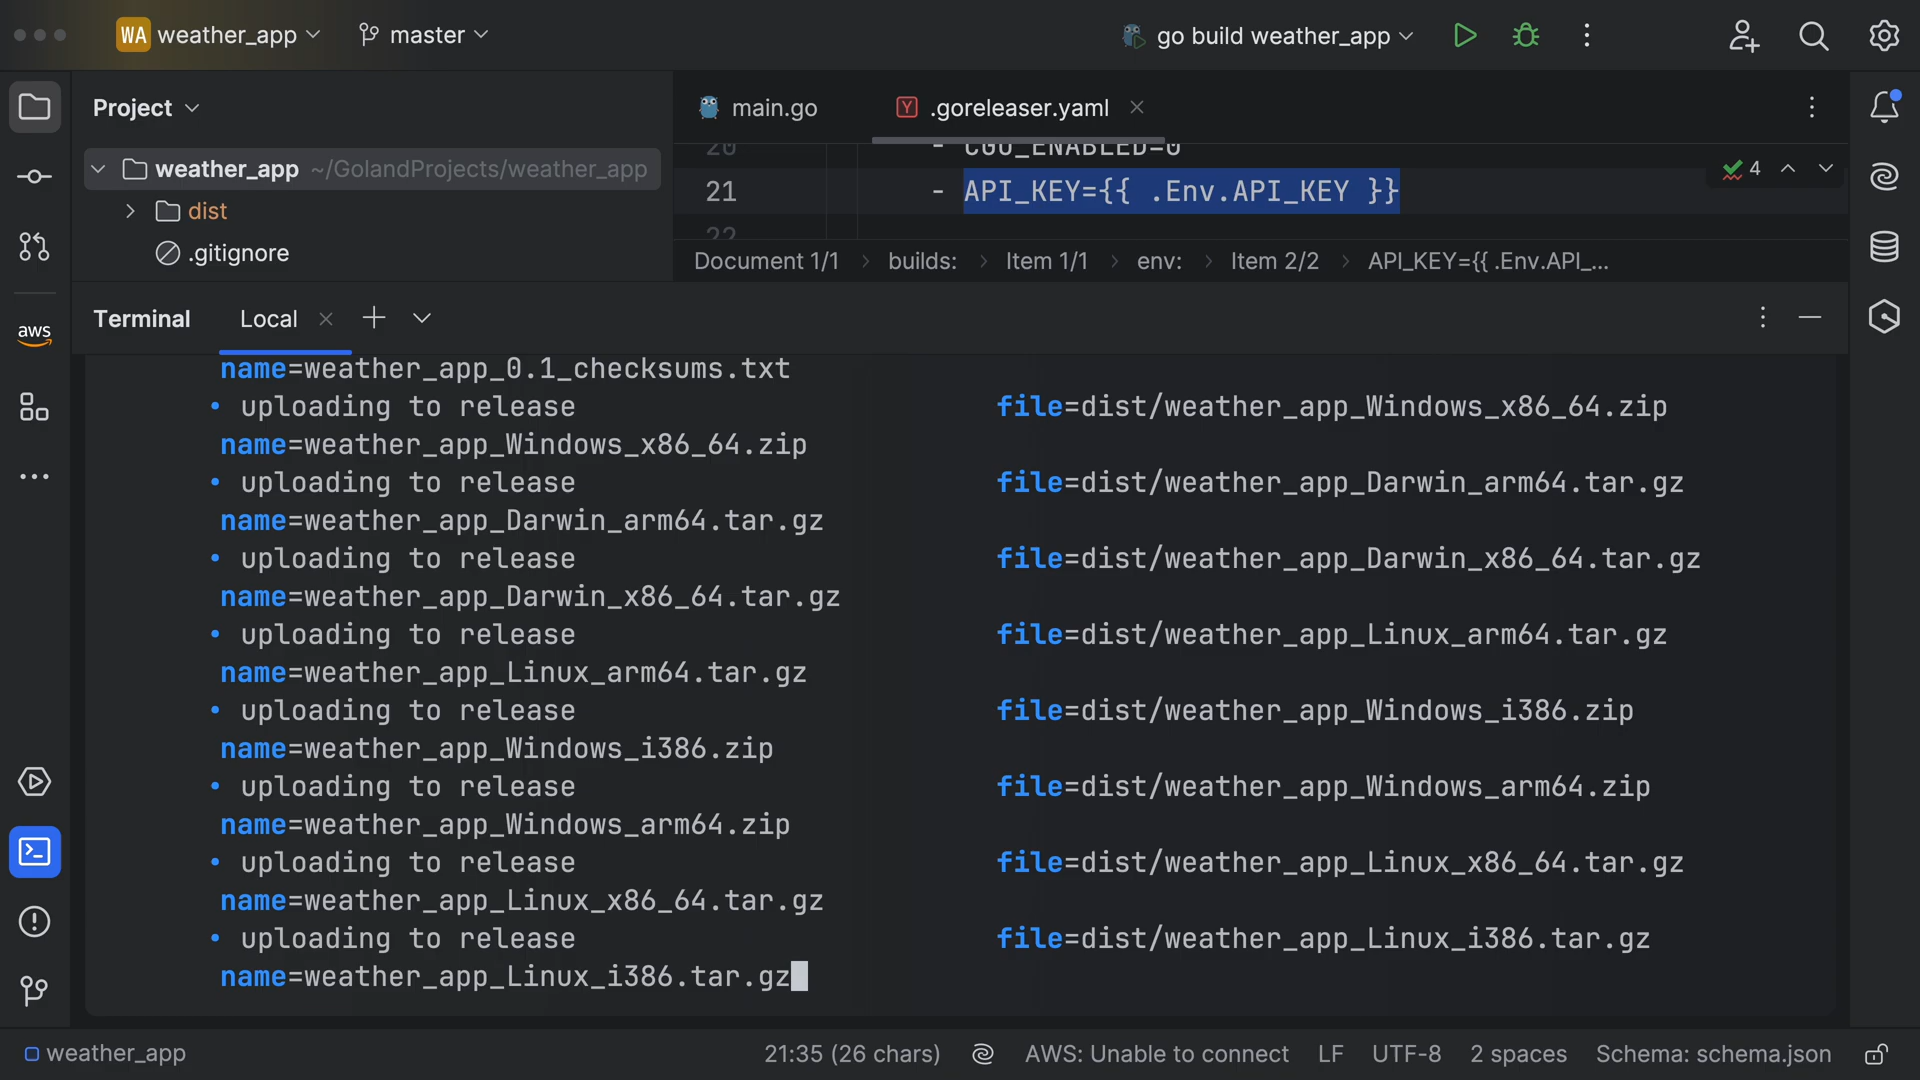 WA weather_app master go build weather_app
Project main.go .goreleaser.yaml
20 - CGO_ENABLED=0
weather_app ~/GolandProjects/weather_app 4
21 - API_KEY={{ .Env.API_KEY }}
dist
22
.gitignore
Document 1/1 builds: Item 1/1 env: Item 2/2 API_KEY={{ .Env.API_...
Terminal Local
aws
name=weather_app_0.1_checksums.txt
• uploading to release file=dist/weather_app_Windows_x86_64.zip
name=weather_app_Windows_x86_64.zip
• uploading to release file=dist/weather_app_Darwin_arm64.tar.gz
name=weather_app_Darwin_arm64.tar.gz
• uploading to release file=dist/weather_app_Darwin_x86_64.tar.gz
name=weather_app_Darwin_x86_64.tar.gz
• uploading to release file=dist/weather_app_Linux_arm64.tar.gz
name=weather_app_Linux_arm64.tar.gz
• uploading to release file=dist/weather_app_Windows_i386.zip
name=weather_app_Windows_i386.zip
• uploading to release file=dist/weather_app_Windows_arm64.zip
name=weather_app_Windows_arm64.zip
• uploading to release file=dist/weather_app_Linux_x86_64.tar.gz
name=weather_app_Linux_x86_64.tar.gz
• uploading to release file=dist/weather_app_Linux_i386.tar.gz
name=weather_app_Linux_i386.tar.gz
weather_app 21:35 (26 chars) AWS: Unable to connect LF UTF-8 2 spaces Schema: schema.json